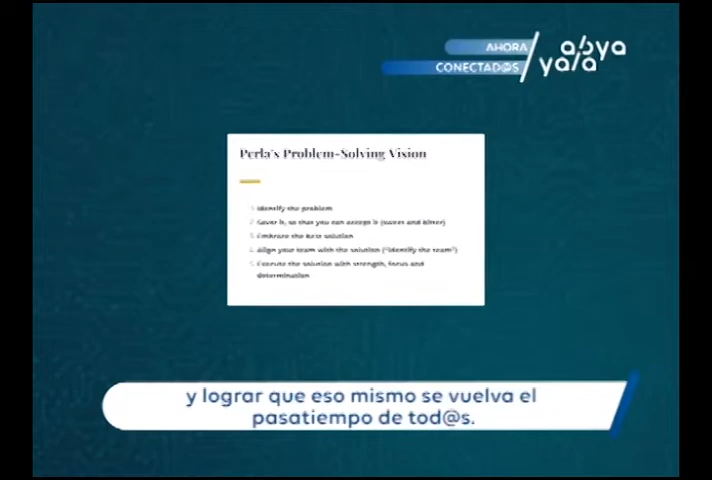 AHORA
CONECTAD@S
abya
yala
Perla's Problem-Solving Vision
1. Identify the problem
2. Savor it, so that you can accept it (sweet and bitter)
3. Embrace the best solution
4. Align your team with the solution ("identify the team")
5. Execute the solution with strength, focus and
determination
y lograr que eso mismo se vuelva el
pasatiempo de tod@s.